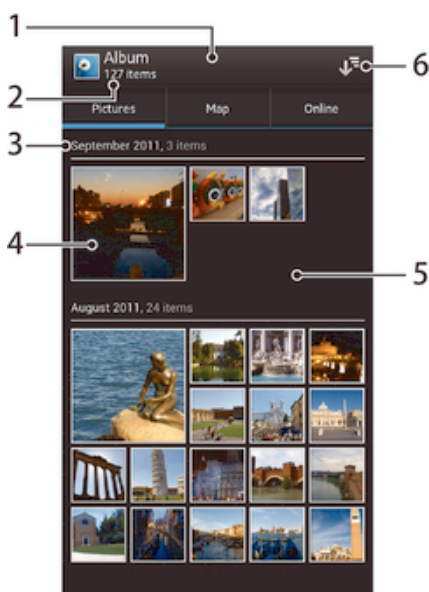 1
Album
6
127 items
2
Pictures
Map
Online
3
September 2011, 3 items
4
5
August 2011, 24 items